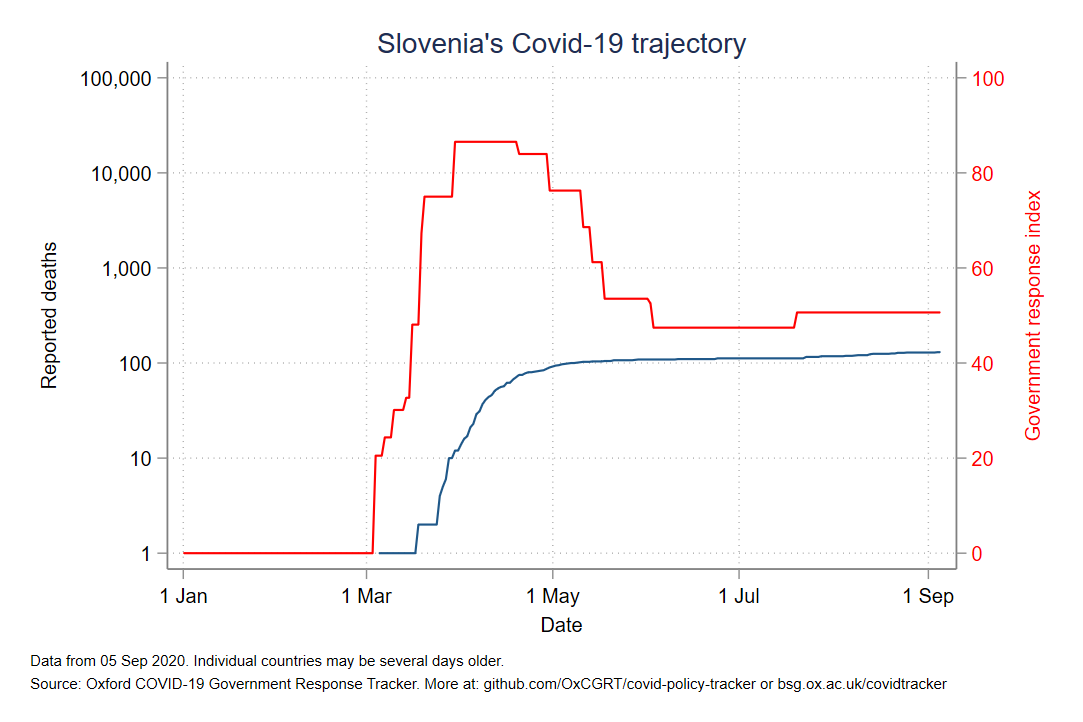 Slovenia's Covid-19 trajectory
100,000
10,000
1,000
100
10
1
Reported deaths
100
80
60
40
20
0
Government response index
1 Jan
1 Mar
1 May
1 Jul
1 Sep
Date
Data from 05 Sep 2020. Individual countries may be several days older.
Source: Oxford COVID-19 Government Response Tracker. More at: github.com/OxCGRT/covid-policy-tracker or bsg.ox.ac.uk/covidtracker